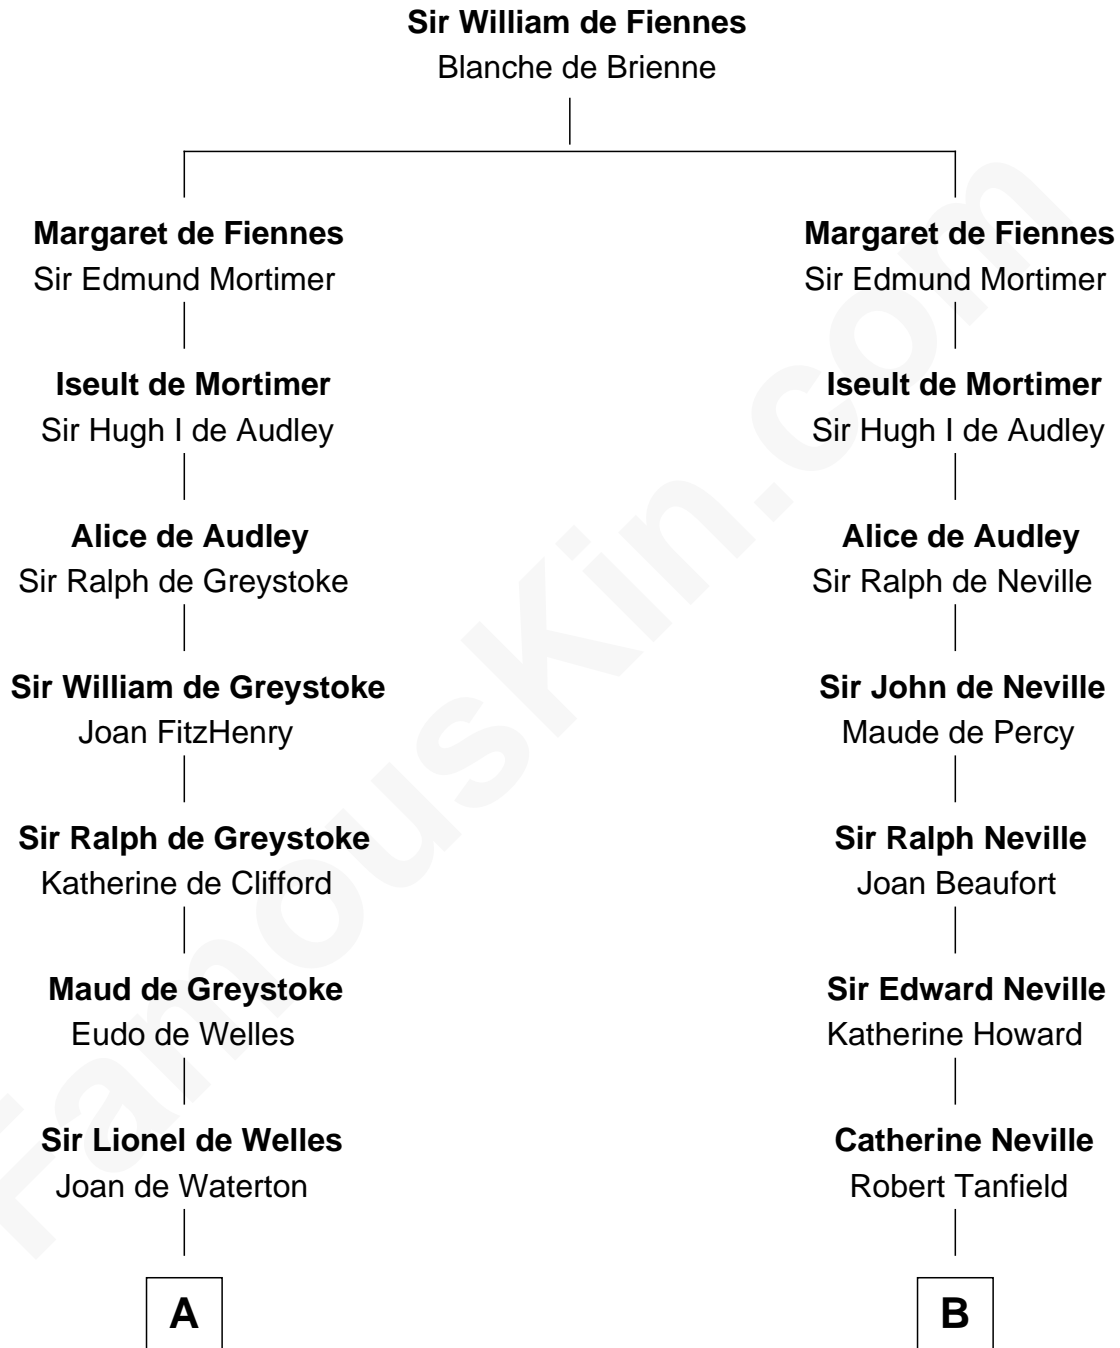 Sir William de Fiennes
Blanche de Brienne
Margaret de Fiennes
Sir Edmund Mortimer
Margaret de Fiennes
Sir Edmund Mortimer
Iseult de Mortimer
Sir Hugh I de Audley
Iseult de Mortimer
Sir Hugh I de Audley
Alice de Audley
Sir Ralph de Greystoke
Alice de Audley
Sir Ralph de Neville
Sir William de Greystoke
Joan FitzHenry
Sir John de Neville
Maude de Percy
Sir Ralph de Greystoke
Katherine de Clifford
Sir Ralph Neville
Joan Beaufort
Maud de Greystoke
Eudo de Welles
Sir Edward Neville
Katherine Howard
Sir Lionel de Welles
Joan de Waterton
Catherine Neville
Robert Tanfield
A
B
FamousKin.com